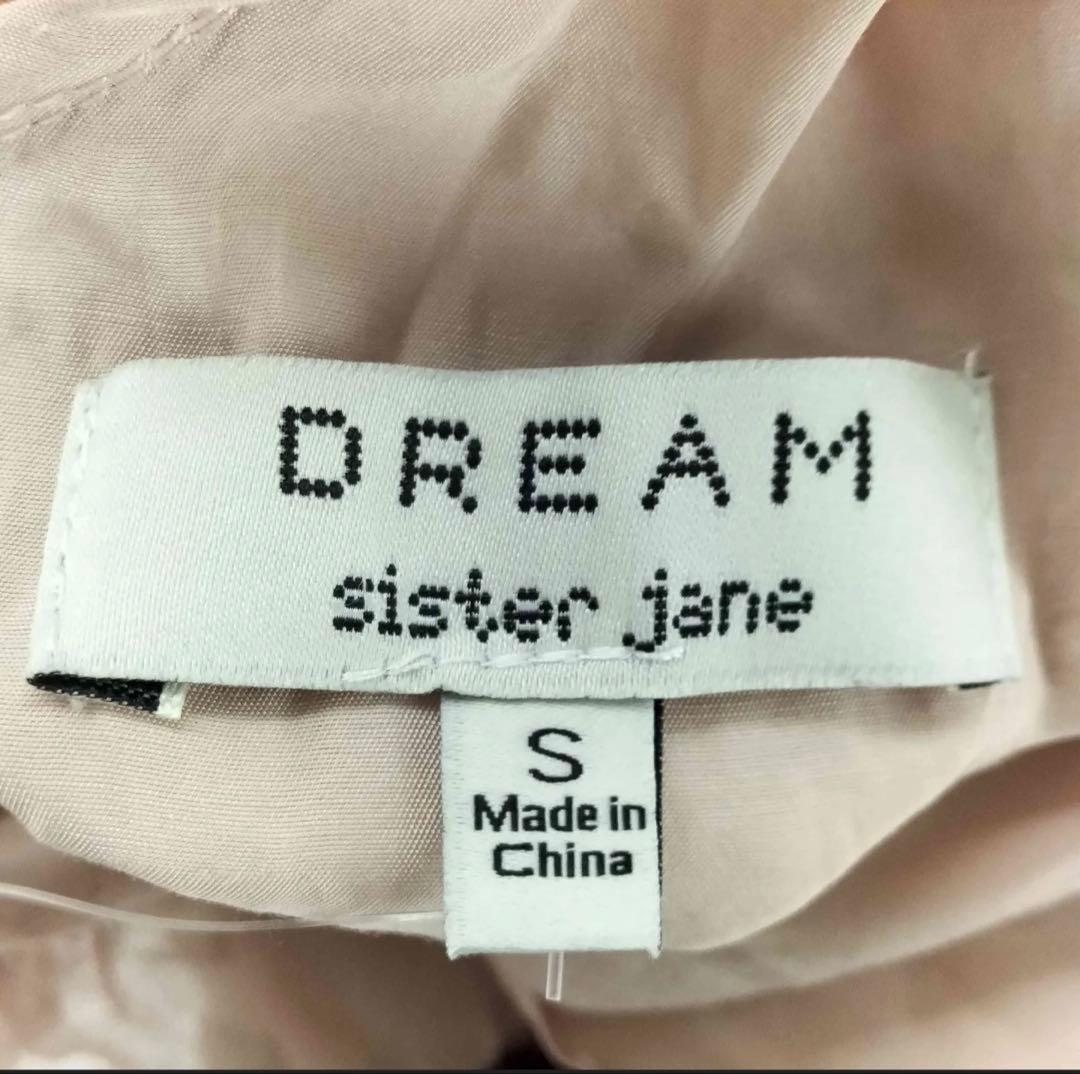 DREAM
sister jane
S
Made in
China